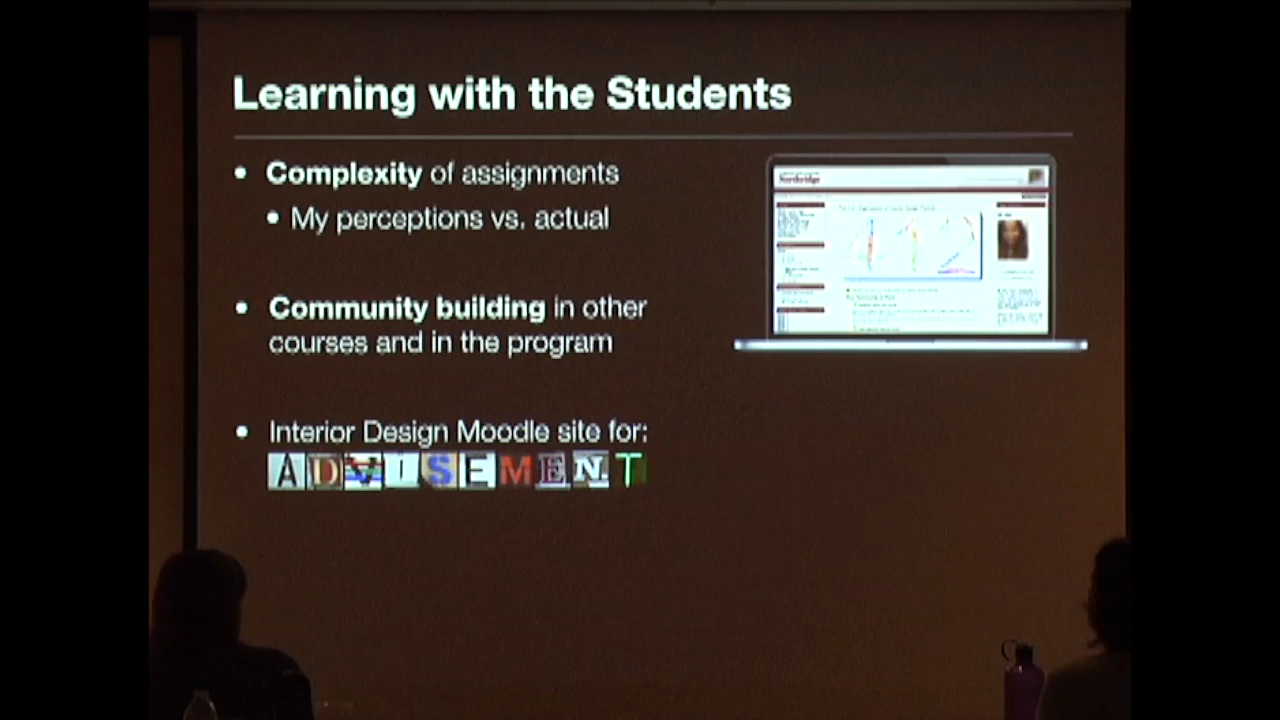 Learning with the Students
• Complexity of assignments
• My perceptions vs. actual
• Community building in other
courses and in the program
• Interior Design Moodle site for:
ADVISEMENT
Northridge